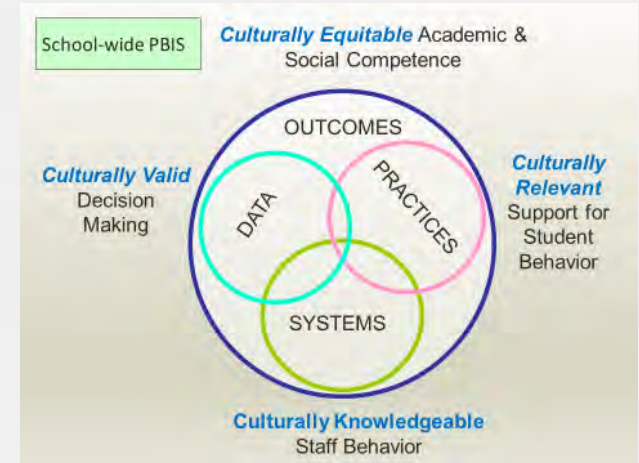 School-wide PBIS
Culturally Equitable Academic &
Social Competence
OUTCOMES
Culturally Valid
Decision
Making
DATA
PRACTICES
Culturally
Relevant
Support for
Student
Behavior
SYSTEMS
Culturally Knowledgeable
Staff Behavior